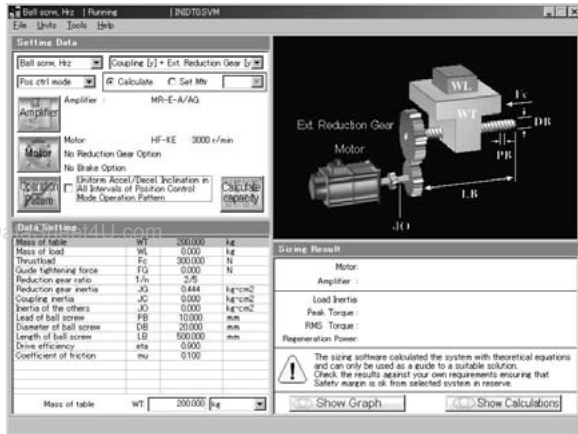 Ball scrw, Hrz | Running | INIDTO.SVM
File Units Tools Help
Setting Data
Ball scrw, Hrz
Coupling [y] + Ext. Reduction Gear [y
Pos ctrl mode
Calculate
Set Mtr
Amplifier
Amplifier :
MR-E-A/AG
Motor
Motor:
HF-KE
3000 r/min
No Reduction Gear Option
No Brake Option
Operation
Pattern
Uniform Accel/Decel Inclination in
All Intervals of Position Control
Mode Operation Pattern
Calculate
capacity
WL
WT
Fc
DB
PB
LB
JO
Ext. Reduction Gear
Motor
Data Setting
Mass of table WT 200.000 kg
Mass of load WL 0.000 kg
Thrustload Fc 300.000 N
Guide tightening force FG 0.000 N
Reduction gear ratio 1/n 2/5
Reduction gear inertia JG 0.444 kg·cm2
Coupling inertia JC 0.000 kg·cm2
Inertia of the others JO 0.000 kg·cm2
Lead of ball screw PB 10.000 mm
Diameter of ball screw DB 20.000 mm
Length of ball screw LB 500.000 mm
Drive efficiency eta 0.900
Coefficient of friction mu 0.100
Mass of table WT 200.000 kg
Sizing Result
Motor:
Amplifier :
Load Inertia
Peak Torque :
RMS Torque :
Regeneration Power:
The sizing software calculated the system with theoretical equations
and can only be used as a guide to a suitable solution.
Check the results against your own requirements ensuring that
Safety margin is ok from selected system in reserve.
Show Graph
Show Calculations